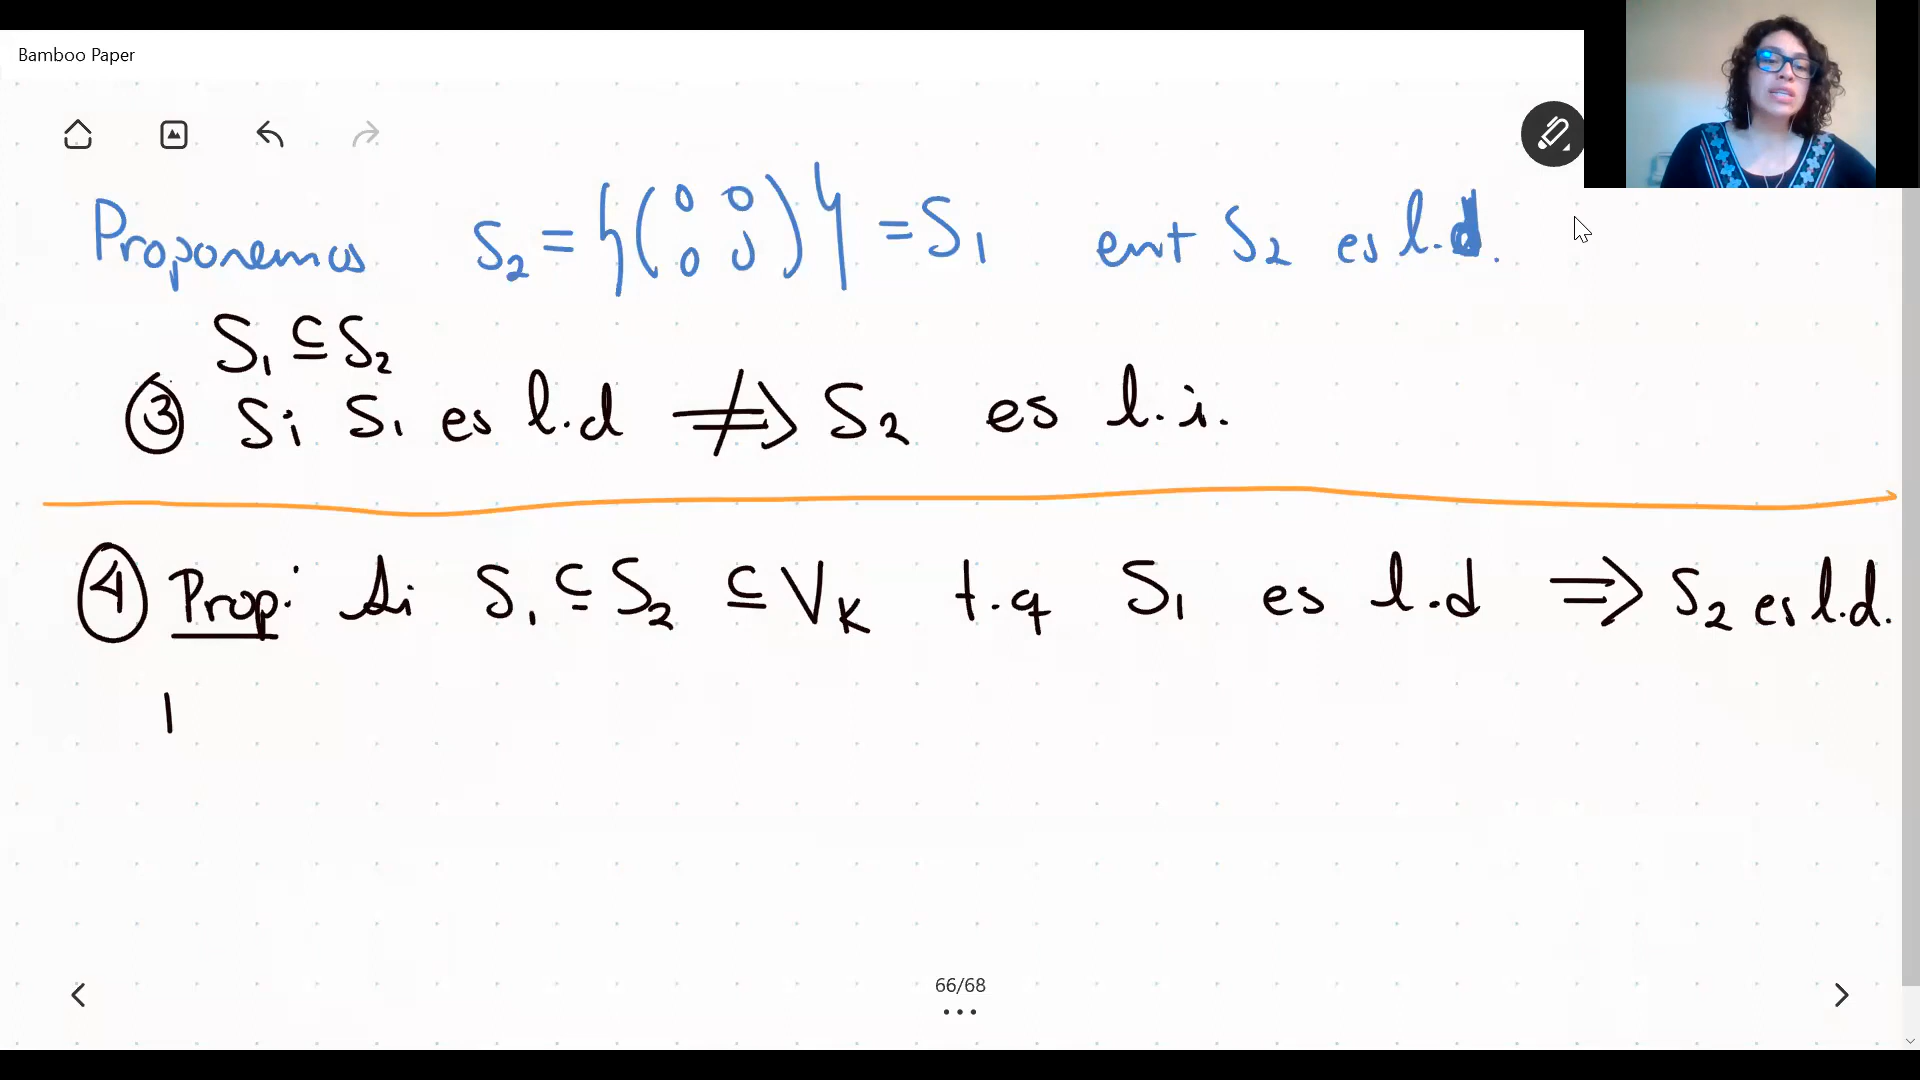 Bamboo Paper
Proponemos S₂ = {(0 0 0 0)} = S₁ ent S₂ es l.d.
S₁ ⊆ S₂
③ Si S₁ es l.d ⇏ S₂ es l.i.
④ Prop: Si S₁ ⊆ S₂ ⊆ V_K t.q S₁ es l.d ⇒ S₂ es l.d.
66/68